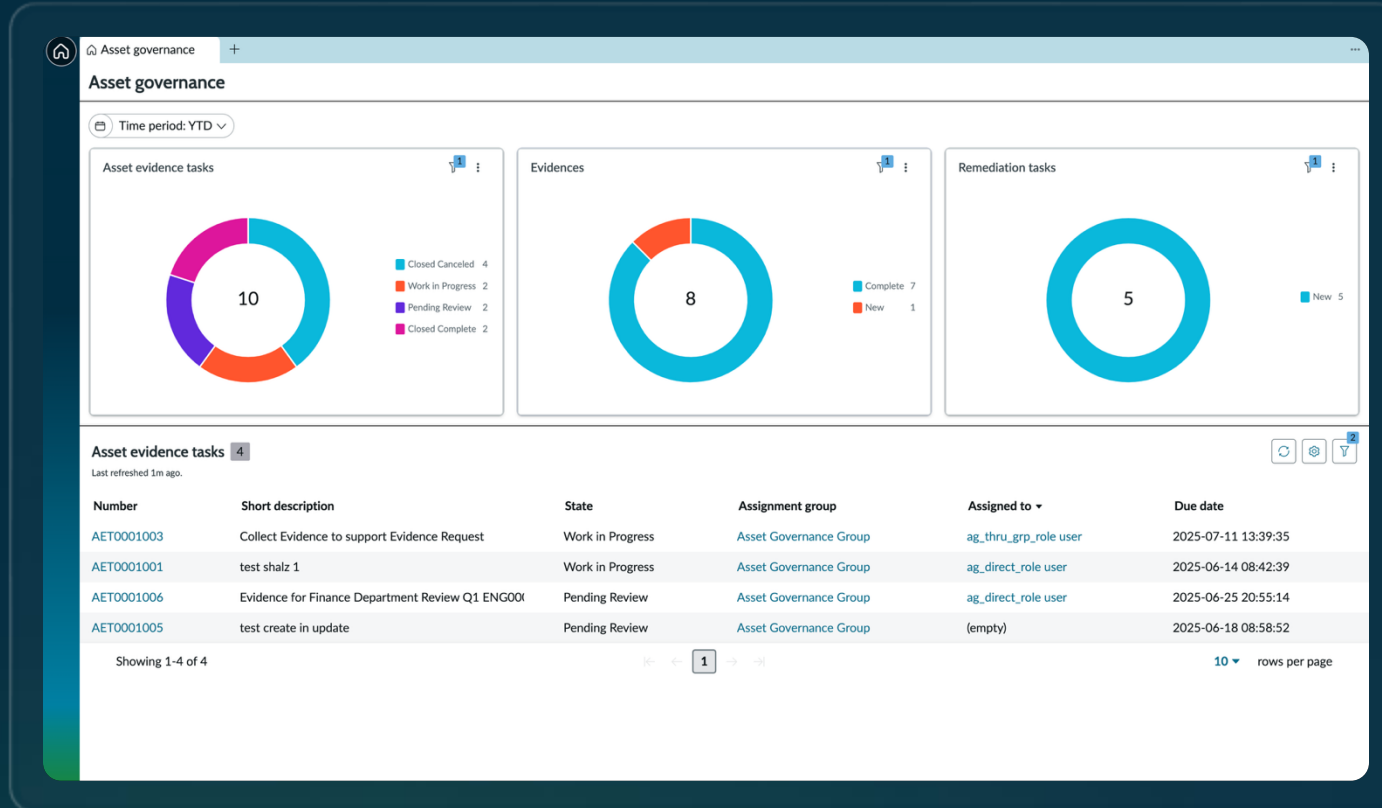 Asset governance
Asset governance
Time period: YTD
Asset evidence tasks 1
10
Closed Canceled 4
Work in Progress 2
Pending Review 2
Closed Complete 2
Evidences 1
8
Complete 7
New 1
Remediation tasks 1
5
New 5
Asset evidence tasks 4
2
Last refreshed 1m ago.
Number Short description State Assignment group Assigned to Due date
AET0001003 Collect Evidence to support Evidence Request Work in Progress Asset Governance Group ag_thru_grp_role user 2025-07-11 13:39:35
AET0001001 test shalz 1 Work in Progress Asset Governance Group ag_direct_role user 2025-06-14 08:42:39
AET0001006 Evidence for Finance Department Review Q1 ENG00 Pending Review Asset Governance Group ag_direct_role user 2025-06-25 20:55:14
AET0001005 test create in update Pending Review Asset Governance Group (empty) 2025-06-18 08:58:52
Showing 1-4 of 4 1 10 rows per page